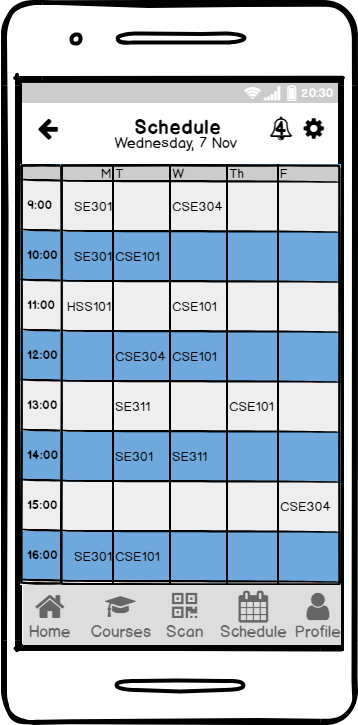 20:30
Schedule
4
Wednesday, 7 Nov
M T W Th F
9:00 SE301 CSE304
10:00 SE301 CSE101
11:00 HSS101 CSE101
12:00 CSE304 CSE101
13:00 SE311 CSE101
14:00 SE301 SE311
15:00 CSE304
16:00 SE301 CSE101
Home Courses Scan Schedule Profile